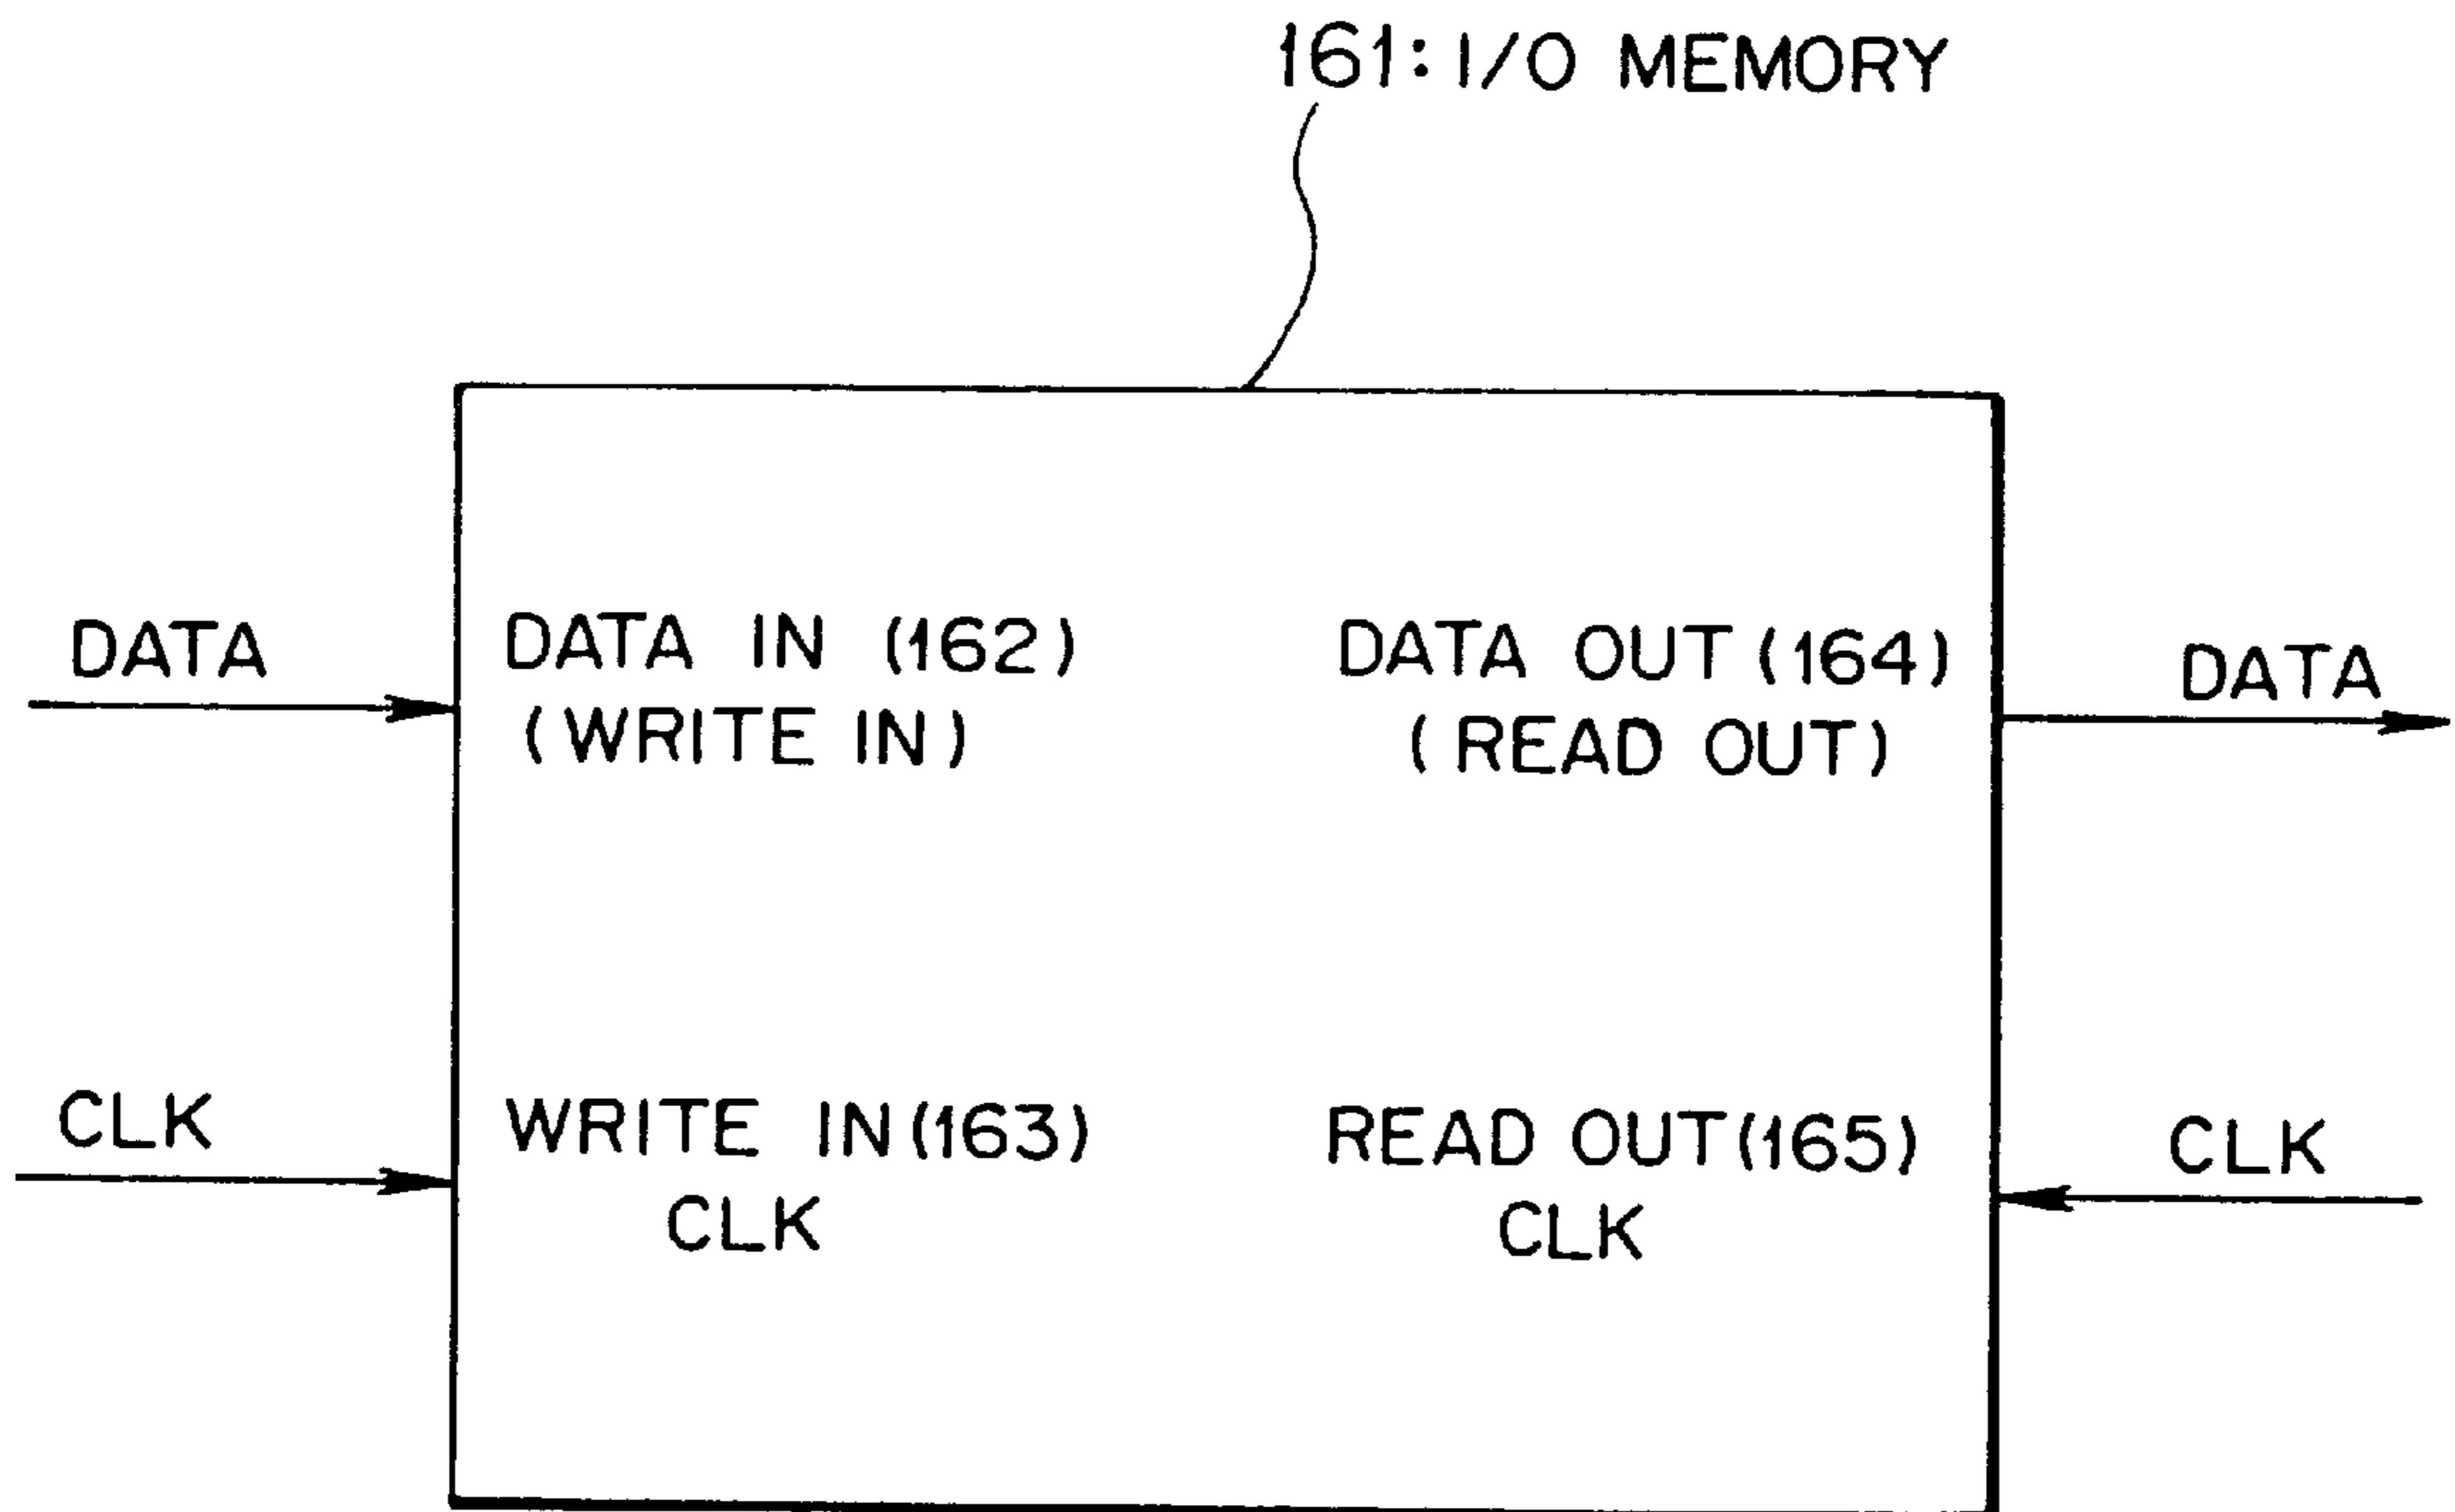 161: I/O MEMORY
DATA
DATA IN (162)
(WRITE IN)
DATA OUT (164)
(READ OUT)
DATA
CLK
WRITE IN (163)
CLK
READ OUT (165)
CLK
CLK